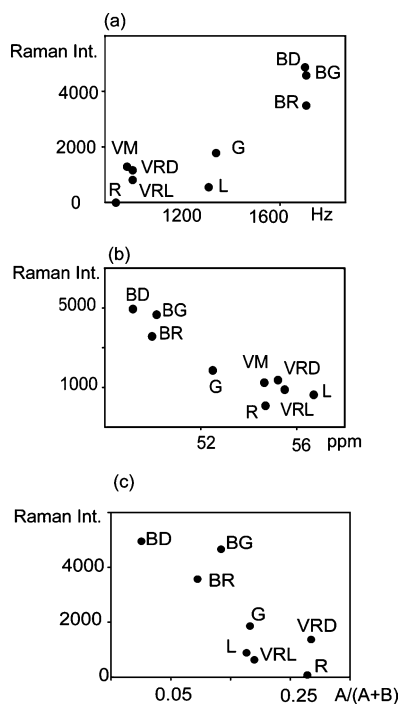 (a)
Raman Int.
BD
BG
4000
BR
2000
VM
G
VRD
R
VRL
L
0
1200
1600
Hz
(b)
Raman Int.
5000
BD
BG
BR
VM
VRD
1000
G
L
R
VRL
52
56
ppm
(c)
Raman Int.
BD
BG
4000
BR
2000
G
VRD
L
VRL
R
0
0.05
0.25
A/(A+B)